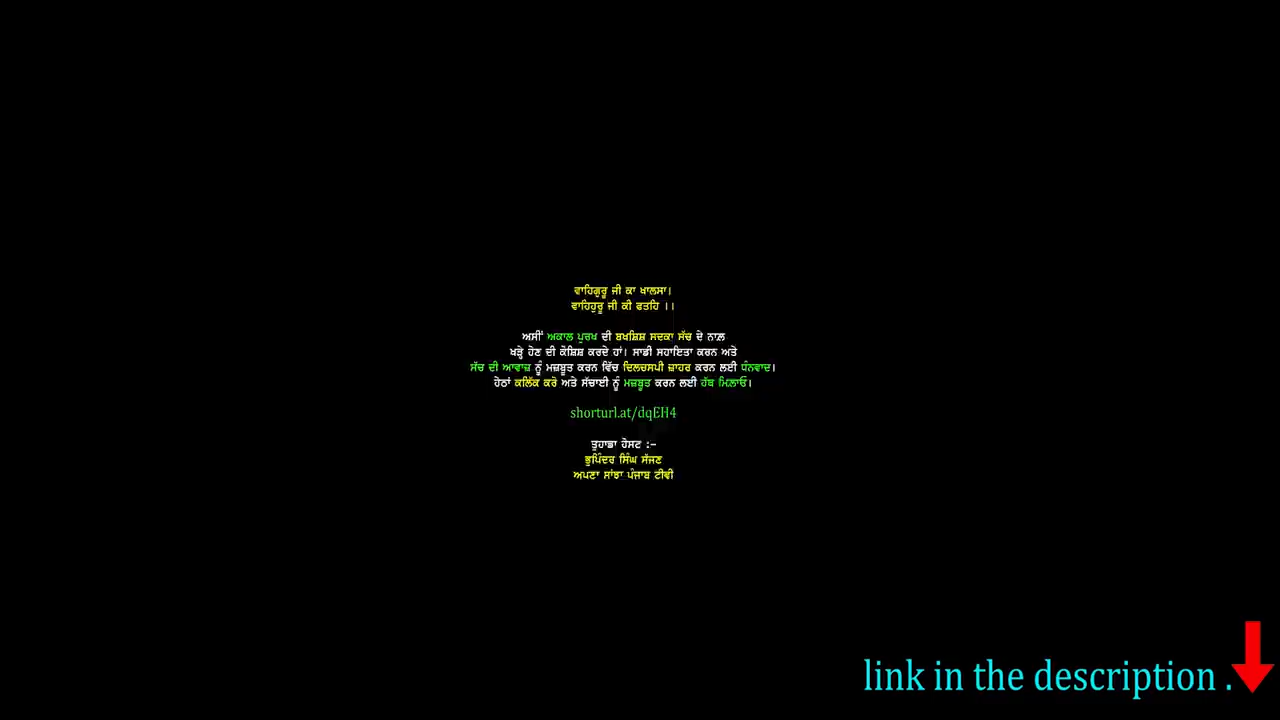 ਵਾਹਿਗੁਰੂ ਜੀ ਕਾ ਖਾਲਸਾ।
ਵਾਹਿਹੁਰੂ ਜੀ ਕੀ ਫਤਹਿ ।।
ਅਸੀਂ ਅਕਾਲ ਪੁਰਖ ਦੀ ਬਖਸ਼ਿਸ਼ ਸਦਕਾ ਸੱਚ ਦੇ ਨਾਲ਼
ਖੜ੍ਹੇ ਹੋਣ ਦੀ ਕੋਸ਼ਿਸ਼ ਕਰਦੇ ਹਾਂ। ਸਾਡੀ ਸਹਾਇਤਾ ਕਰਨ ਅਤੇ
ਸੱਚ ਦੀ ਆਵਾਜ਼ ਨੂੰ ਮਜ਼ਬੂਤ ਕਰਨ ਵਿੱਚ ਦਿਲਚਸਪੀ ਜ਼ਾਹਰ ਕਰਨ ਲਈ ਧੰਨਵਾਦ।
ਹੇਠਾਂ ਕਲਿੱਕ ਕਰੋ ਅਤੇ ਸੱਚਾਈ ਨੂੰ ਮਜ਼ਬੂਤ ਕਰਨ ਲਈ ਹੱਥ ਮਿਲਾਓ।
shorturl.at/dqEH4
ਤੁਹਾਡਾ ਹੋਸਟ :-
ਭੁਪਿੰਦਰ ਸਿੰਘ ਸੱਜਣ
ਅਪਣਾ ਸਾਂਝਾ ਪੰਜਾਬ ਟੀਵੀ
link in the description .